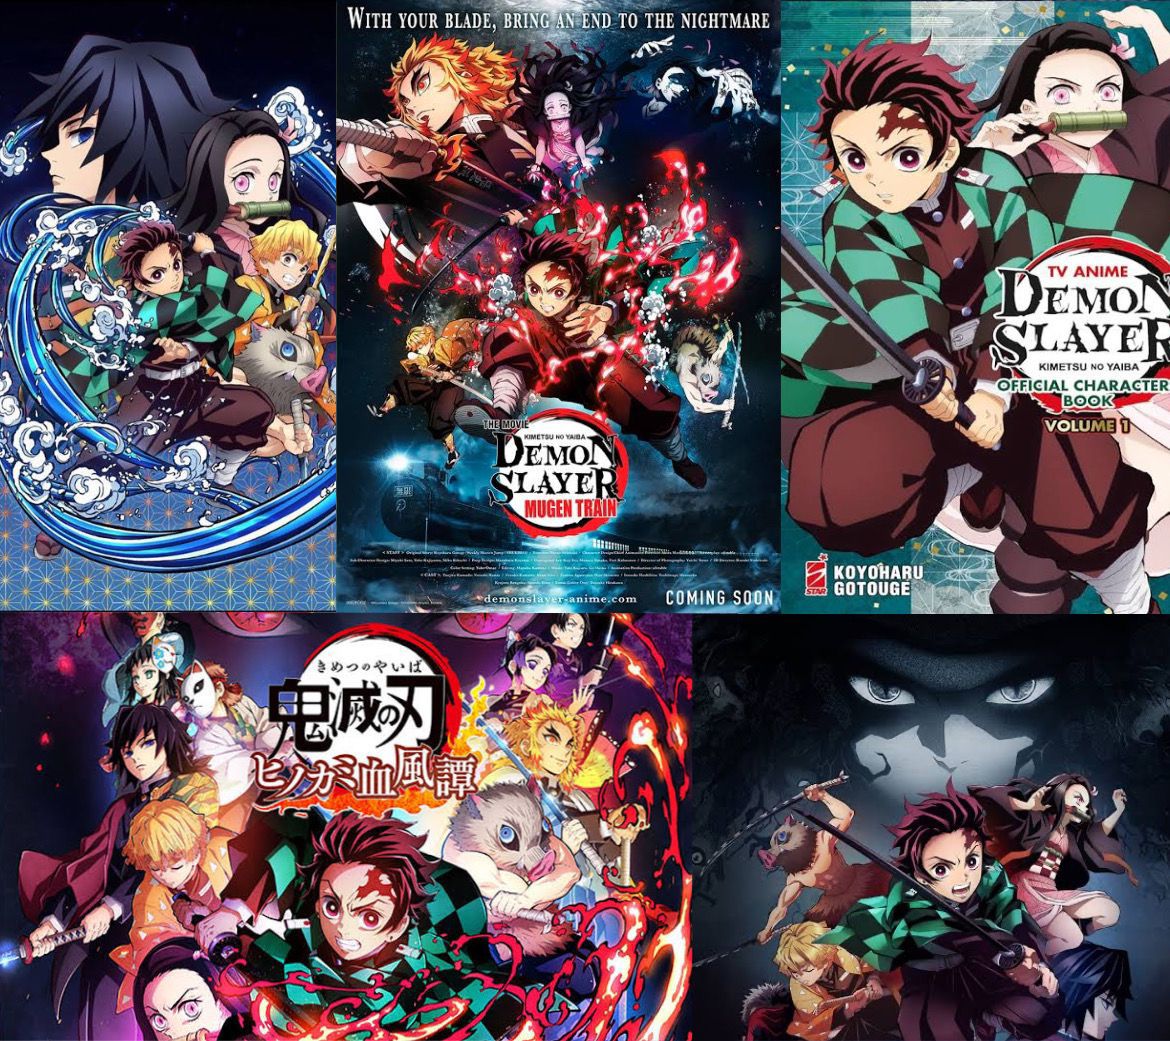 WITH YOUR BLADE, BRING AN END TO THE NIGHTMARE
THE MOVIE
KIMETSU NO YAIBA
DEMON
SLAYER
MUGEN TRAIN
demonslayer-anime.com
COMING SOON
TV ANIME
DEMON
SLAYER
KIMETSU NO YAIBA
OFFICIAL CHARACTER
BOOK
VOLUME 1
STAR
KOYOHARU
GOTOUGE
きめつのやいば
鬼滅の刃
ヒノカミ血風譚